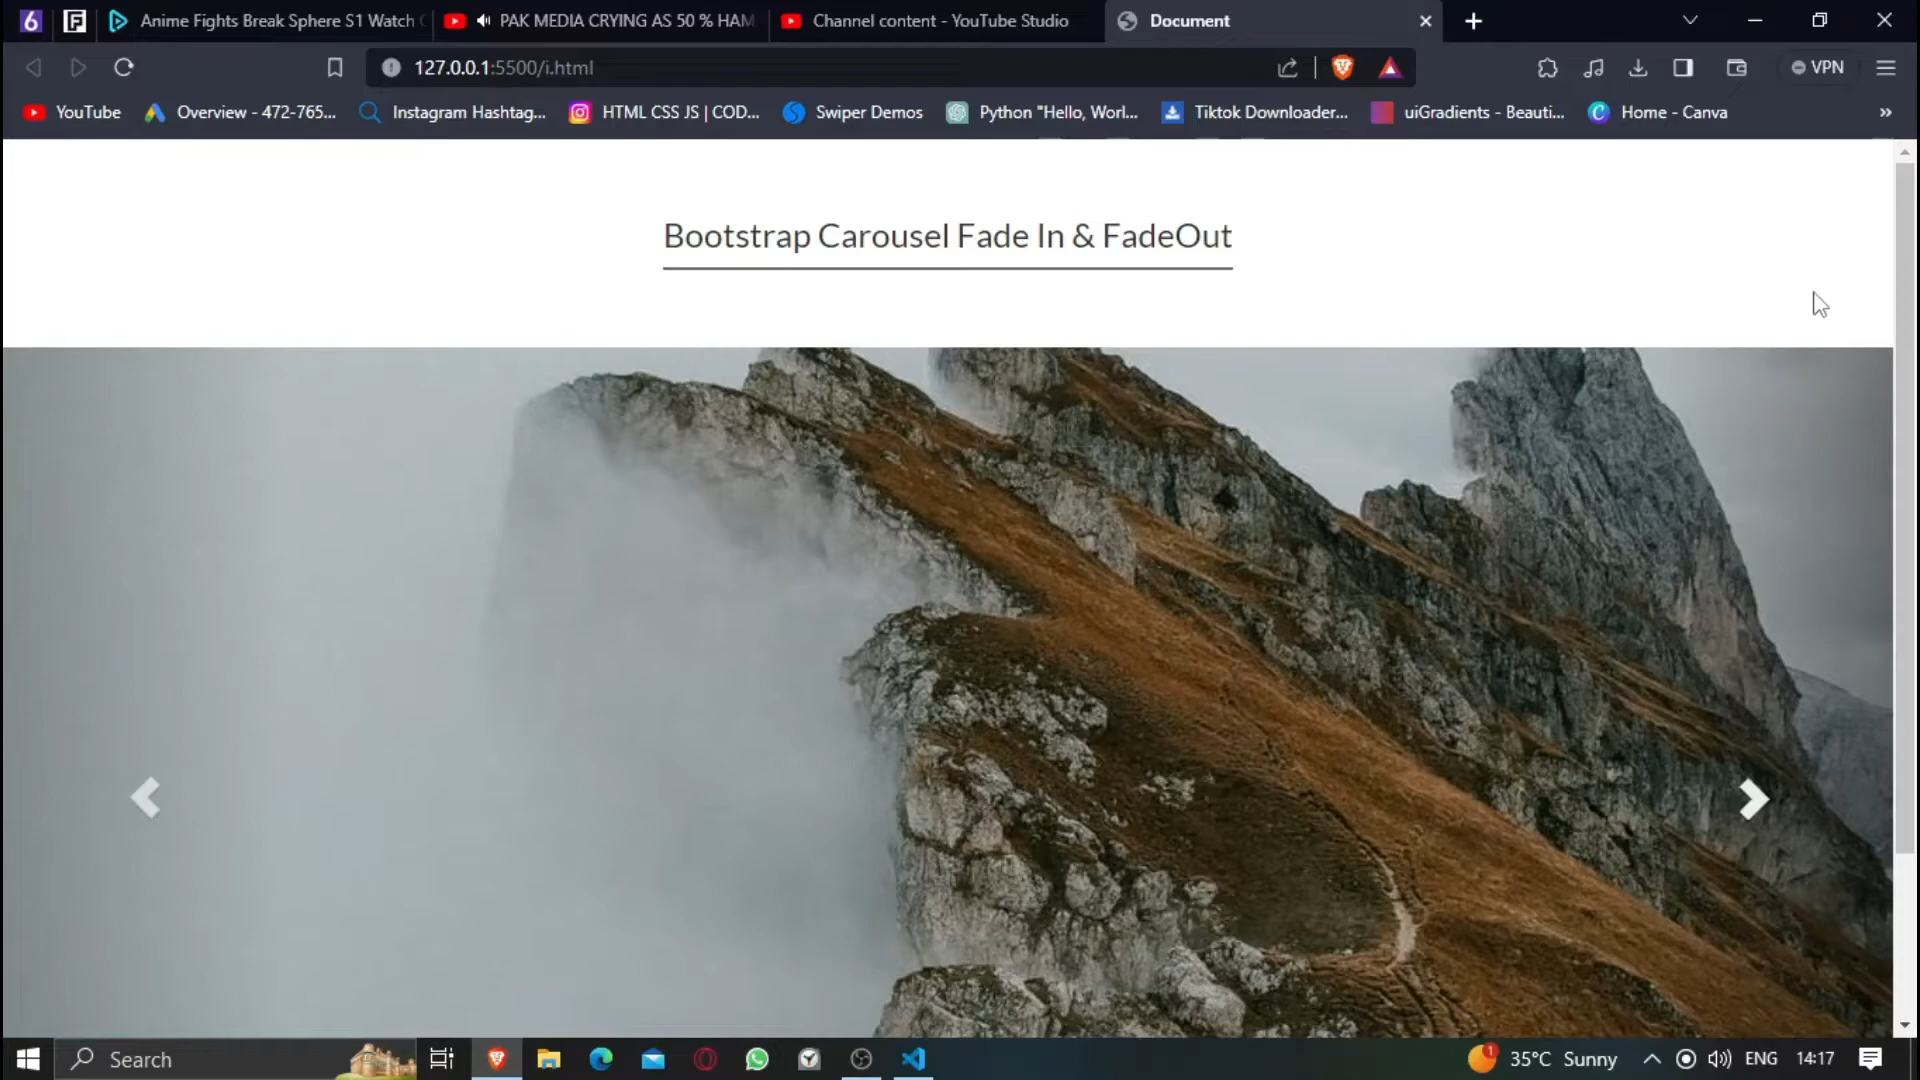 Anime Fights Break Sphere S1 Watch
PAK MEDIA CRYING AS 50 % HAM
Channel content - YouTube Studio
Document
127.0.0.1:5500/i.html
VPN
YouTube
Overview - 472-765...
Instagram Hashtag...
HTML CSS JS | COD...
Swiper Demos
Python "Hello, Worl...
Tiktok Downloader...
uiGradients - Beauti...
Home - Canva
»
Bootstrap Carousel Fade In & FadeOut
Search
1
35°C Sunny
ENG
14:17